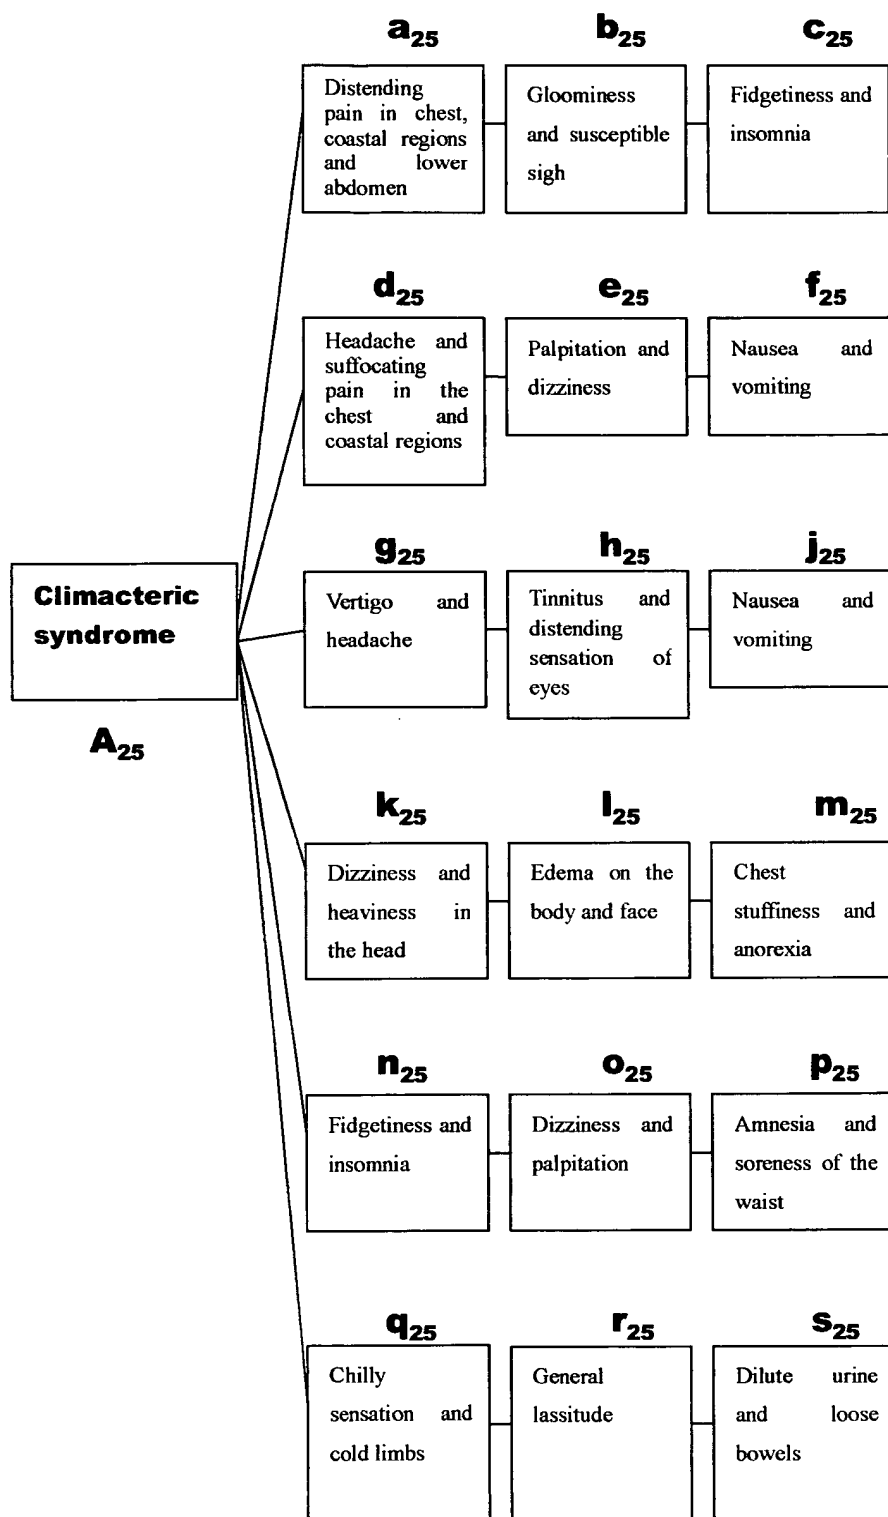 a25
b25
c25
Distending
pain in chest,
coastal regions
and lower
abdomen
Gloominess
and susceptible
sigh
Fidgetiness and
insomnia
d25
e25
f25
Headache and
suffocating
pain in the
chest and
coastal regions
Palpitation and
dizziness
Nausea and
vomiting
Climacteric
syndrome
A25
g25
h25
j25
Vertigo and
headache
Tinnitus and
distending
sensation of
eyes
Nausea and
vomiting
k25
l25
m25
Dizziness and
heaviness in
the head
Edema on the
body and face
Chest
stuffiness and
anorexia
n25
o25
p25
Fidgetiness and
insomnia
Dizziness and
palpitation
Amnesia and
soreness of the
waist
q25
r25
s25
Chilly
sensation and
cold limbs
General
lassitude
Dilute urine
and loose
bowels